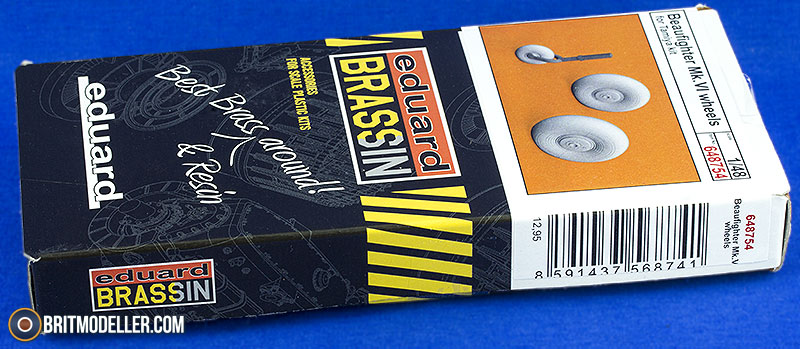 eduard
Best Brass around!
& Resin
ACCESSORIES
FOR SCALE PLASTIC KITS
eduard
BRASSIN
Beaufighter Mk.VI wheels
for Tamiya kit
1/48
648754
eduard
BRASSIN
12,95
8 591437 568741
648754
Beaufighter Mk.V
wheels
BRITMODELLER.COM